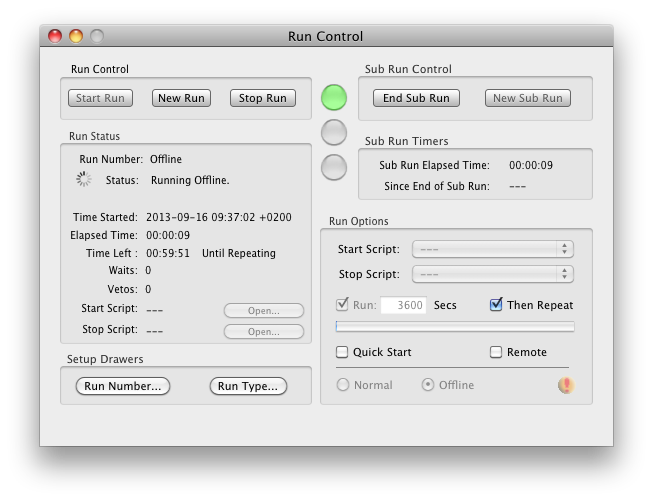 Run Control
Run Control
Start Run
New Run
Stop Run
Sub Run Control
End Sub Run
New Sub Run
Run Status
Run Number: Offline
Status: Running Offline.
Time Started: 2013-09-16 09:37:02 +0200
Elapsed Time: 00:00:09
Time Left : 00:59:51 Until Repeating
Waits: 0
Vetos: 0
Start Script: ---
Open...
Stop Script: ---
Open...
Sub Run Timers
Sub Run Elapsed Time: 00:00:09
Since End of Sub Run: ---
Run Options
Start Script: ---
Stop Script: ---
Run: 3600 Secs
Then Repeat
Quick Start
Remote
Normal
Offline
Setup Drawers
Run Number...
Run Type...